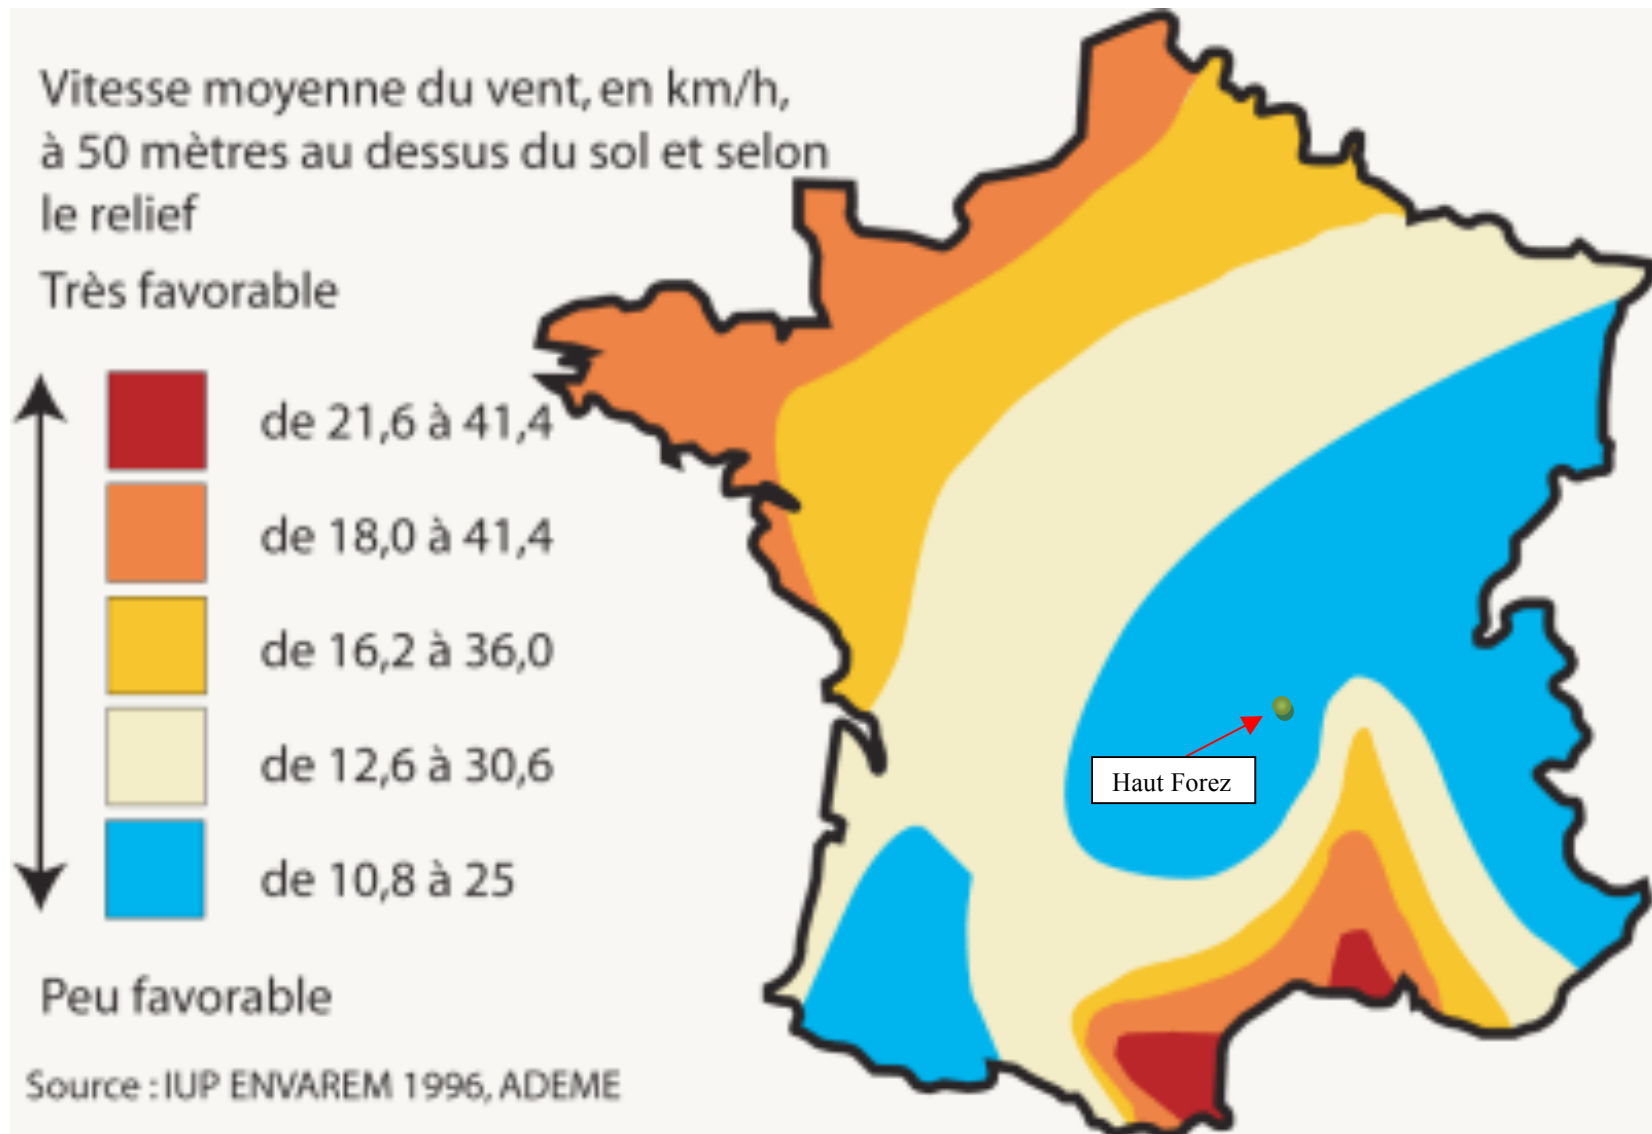 Vitesse moyenne du vent, en km/h,
à 50 mètres au dessus du sol et selon
le relief
Très favorable
de 21,6 à 41,4
de 18,0 à 41,4
de 16,2 à 36,0
de 12,6 à 30,6
de 10,8 à 25
Peu favorable
Source : IUP ENVAREM 1996, ADEME
Haut Forez